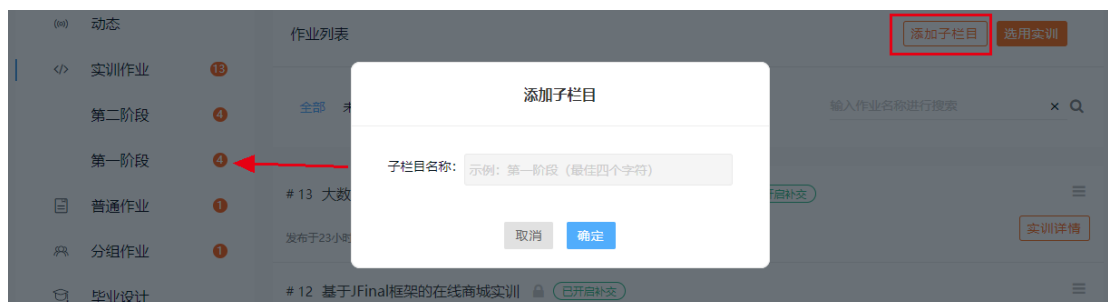 动态
作业列表
添加子栏目
选用实训
实训作业
13
添加子栏目
全部
输入作业名称进行搜索
第二阶段
4
第一阶段
4
子栏目名称:
示例: 第一阶段 (最佳四个字符)
普通作业
1
# 13 大数
开启补交)
实训详情
发布于23小时
取消
确定
分组作业
1
毕业设计
# 12 基于JFinal框架的在线商城实训
已开启补交